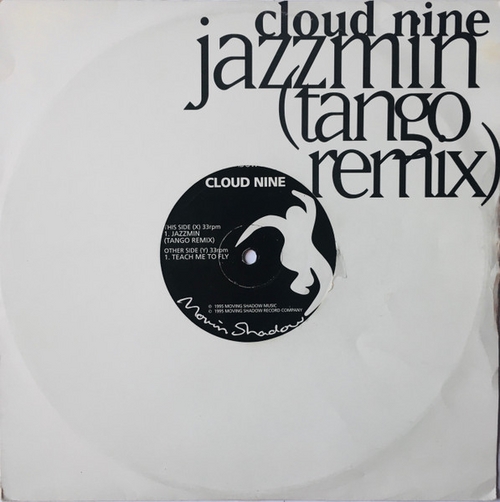 cloud nine
jazzmin
(tango
remix)
CLOUD NINE
THIS SIDE (X) 33rpm
1. JAZZMIN
(TANGO REMIX)
OTHER SIDE (Y) 33rpm
1. TEACH ME TO FLY
© 1995 MOVING SHADOW MUSIC
℗ 1995 MOVING SHADOW RECORD COMPANY
Moving Shadow